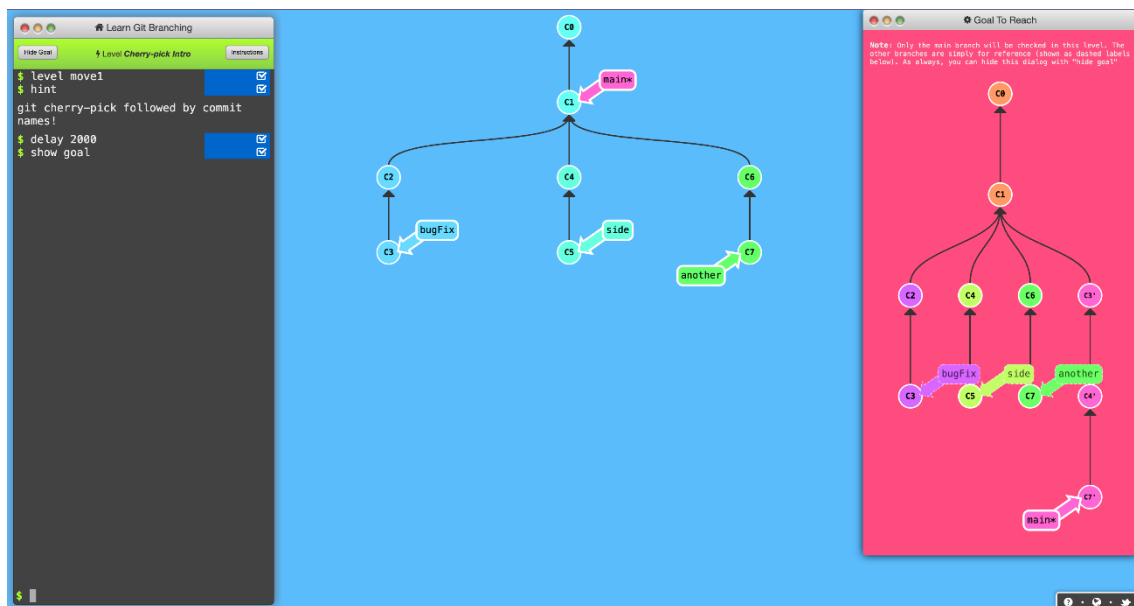 Learn Git Branching
Hide Goal
Level Cherry-pick Intro
Instructions
$ level move1
$ hint
git cherry-pick followed by commit
names!
$ delay 2000
$ show goal
$
C0
main*
C1
C2
C4
C6
bugFix
side
C3
C5
C7
another
Goal To Reach
Note: Only the main branch will be checked in this level. The
other branches are simply for reference (shown as dashed labels
below). As always, you can hide this dialog with "hide goal"
C0
C1
C2
C4
C6
C3'
bugFix
side
another
C3
C5
C7
C4'
C7'
main*